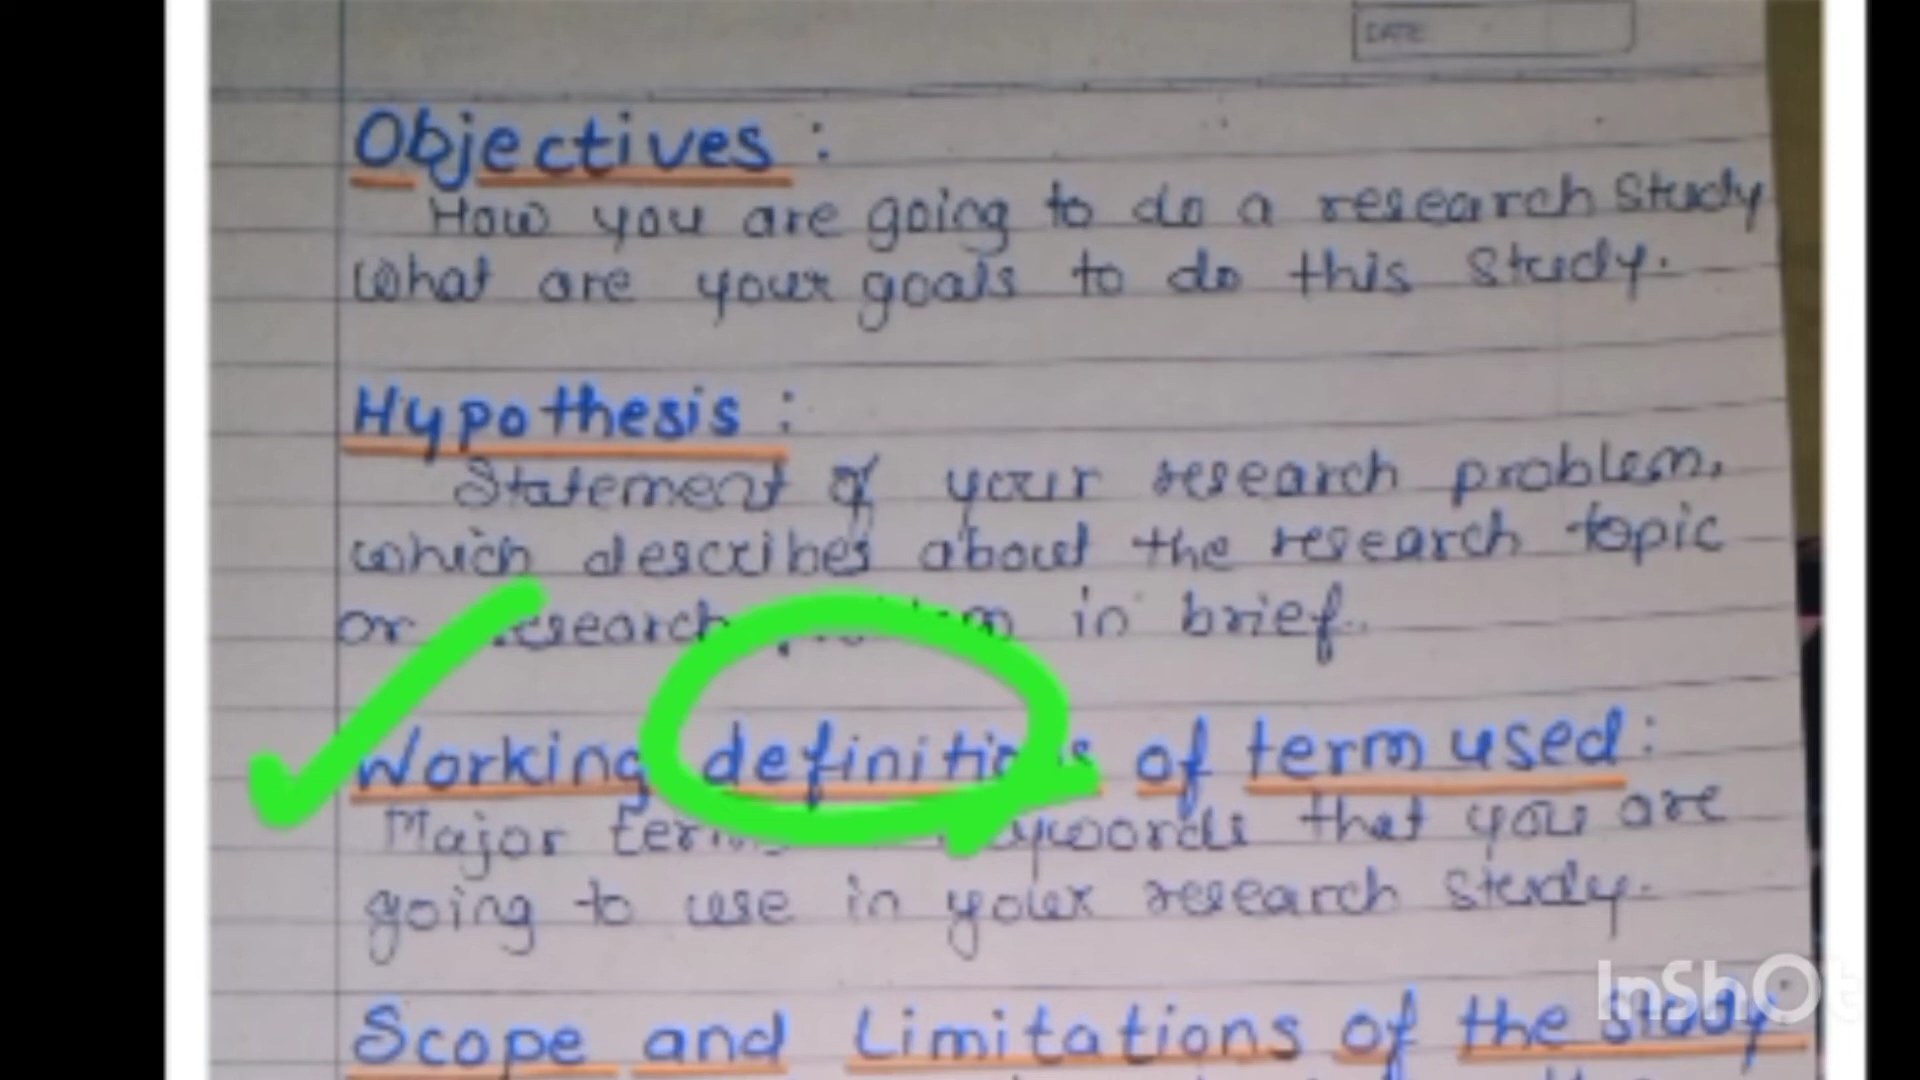 DATE
Objectives :
How you are going to do a research study
what are your goals to do this study.
Hypothesis :
Statement of your research problem,
which describes about the research topic
or research in brief.
Working definitions of term used :
Major keywords that you are
going to use in your research study.
Scope and Limitations of the study
InShot